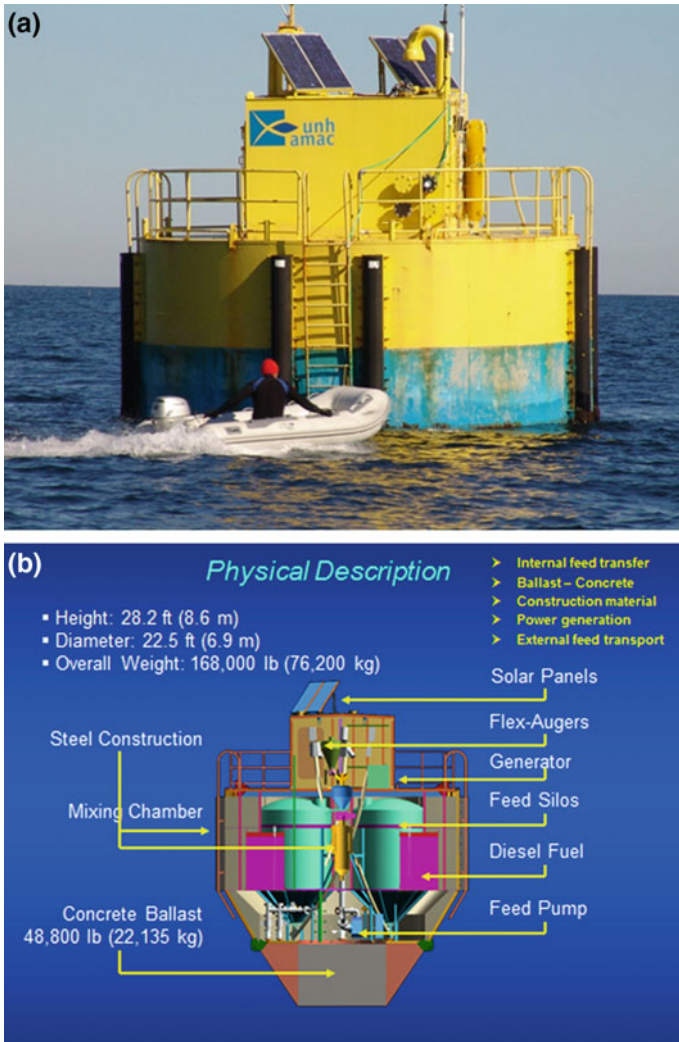 (a)
unh
amac
(b)
Physical Description
➢ Internal feed transfer
➢ Ballast – Concrete
➢ Construction material
➢ Power generation
➢ External feed transport
▪ Height: 28.2 ft (8.6 m)
▪ Diameter: 22.5 ft (6.9 m)
▪ Overall Weight: 168,000 lb (76,200 kg)
Solar Panels
Flex-Augers
Steel Construction
Generator
Feed Silos
Mixing Chamber
Diesel Fuel
Feed Pump
Concrete Ballast
48,800 lb (22,135 kg)